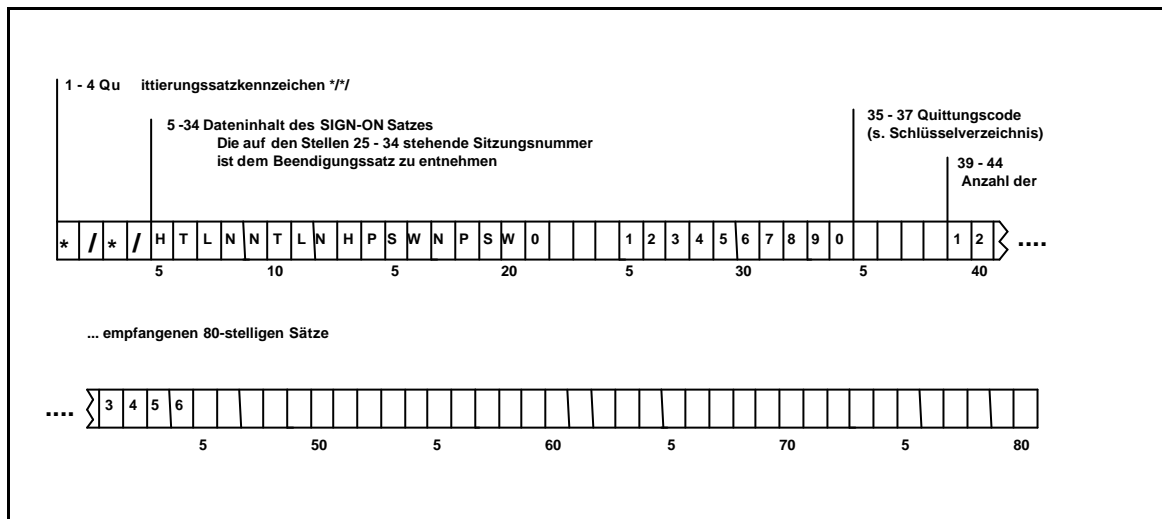 1 - 4 Qu ittierungssatzkennzeichen */*/
5 -34 Dateninhalt des SIGN-ON Satzes
Die auf den Stellen 25 - 34 stehende Sitzungsnummer
ist dem Beendigungssatz zu entnehmen
35 - 37 Quittungscode
(s. Schlüsselverzeichnis)
39 - 44
Anzahl der
* / * / H T L N N T L N H P S W N P S W 0 1 2 3 4 5 6 7 8 9 0 1 2 ....
5 10 5 20 5 30 5 40
... empfangenen 80-stelligen Sätze
.... 3 4 5 6
5 50 5 60 5 70 5 80